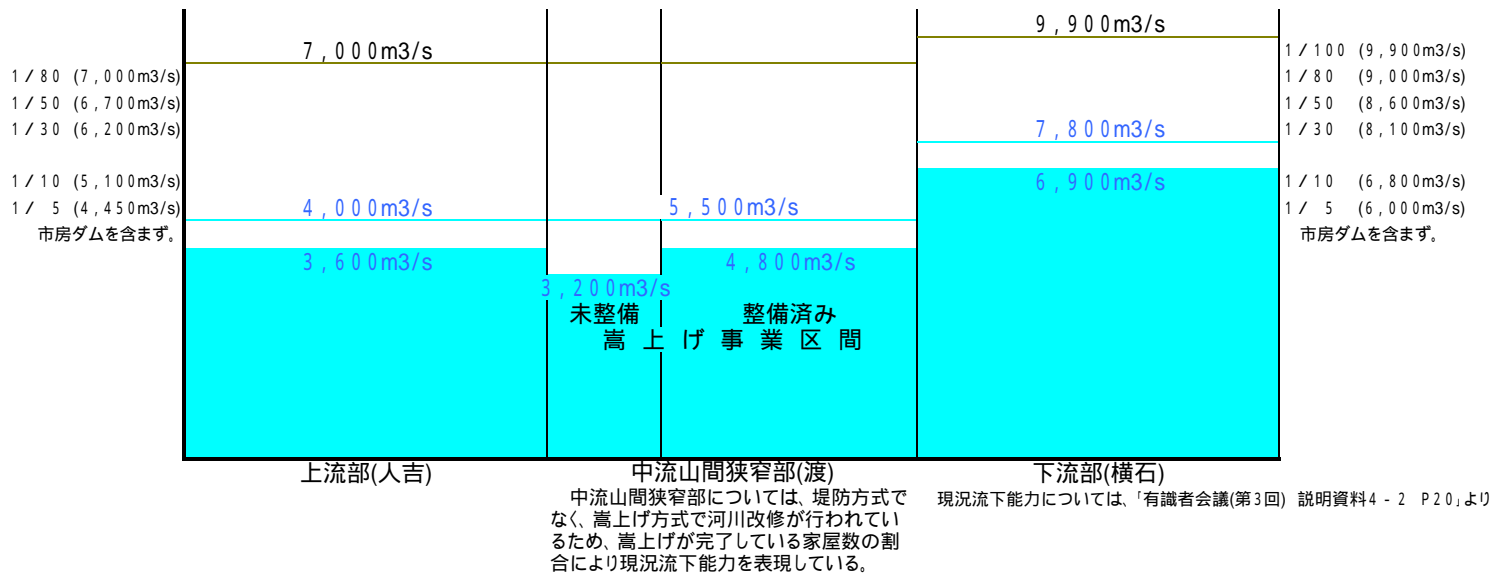 9,900m3/s
7,000m3/s
1/80 (7,000m3/s)
1/50 (6,700m3/s)
1/30 (6,200m3/s)
1/10 (5,100m3/s)
1/ 5 (4,450m3/s)
市房ダムを含まず。
1/100 (9,900m3/s)
1/80 (9,000m3/s)
1/50 (8,600m3/s)
1/30 (8,100m3/s)
1/10 (6,800m3/s)
1/ 5 (6,000m3/s)
市房ダムを含まず。
7,800m3/s
6,900m3/s
4,000m3/s
5,500m3/s
3,600m3/s
4,800m3/s
3,200m3/s
未整備 整備済み
嵩上げ事業区間
上流部(人吉) 中流山間狭窄部(渡) 下流部(横石)
中流山間狭窄部については、堤防方式で
なく、嵩上げ方式で河川改修が行われてい
るため、嵩上げが完了している家屋数の割
合により現況流下能力を表現している。
現況流下能力については、「有識者会議(第3回) 説明資料4-2 P20」より